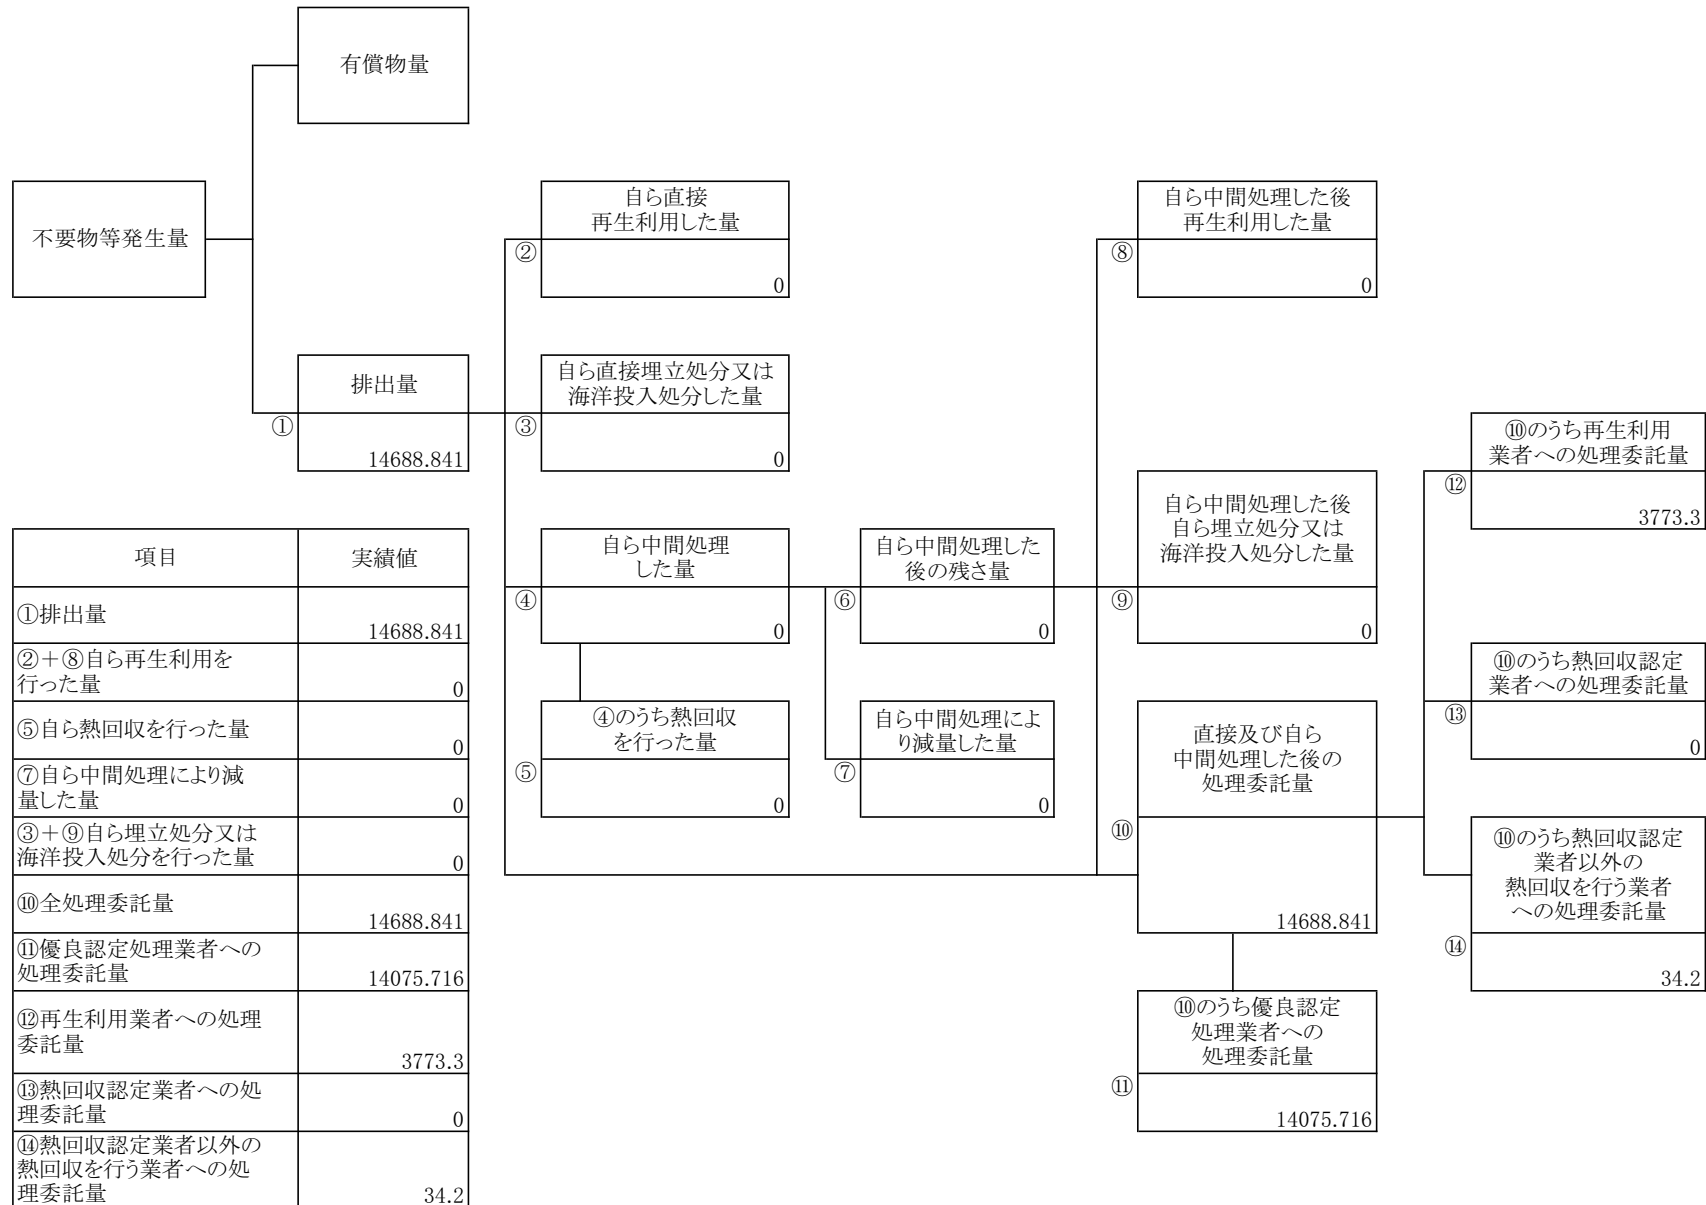 有償物量
不要物等発生量
自ら直接
再生利用した量
②
0
自ら中間処理した後
再生利用した量
⑧
0
排出量
①
14688.841
自ら直接埋立処分又は
海洋投入処分した量
③
0
⑩のうち再生利用
業者への処理委託量
⑫
3773.3
自ら中間処理
した量
④
0
自ら中間処理した
後の残さ量
⑥
0
自ら中間処理した後
自ら埋立処分又は
海洋投入処分した量
⑨
0
⑩のうち熱回収認定
業者への処理委託量
⑬
0
④のうち熱回収
を行った量
⑤
0
自ら中間処理によ
り減量した量
⑦
0
直接及び自ら
中間処理した後の
処理委託量
⑩
14688.841
⑩のうち熱回収認定
業者以外の
熱回収を行う業者
への処理委託量
⑭
34.2
⑩のうち優良認定
処理業者への
処理委託量
⑪
14075.716
項目 実績値
①排出量 14688.841
②+⑧自ら再生利用を
行った量 0
⑤自ら熱回収を行った量 0
⑦自ら中間処理により減
量した量 0
③+⑨自ら埋立処分又は
海洋投入処分を行った量 0
⑩全処理委託量 14688.841
⑪優良認定処理業者への
処理委託量 14075.716
⑫再生利用業者への処理
委託量 3773.3
⑬熱回収認定業者への処
理委託量 0
⑭熱回収認定業者以外の
熱回収を行う業者への処
理委託量 34.2